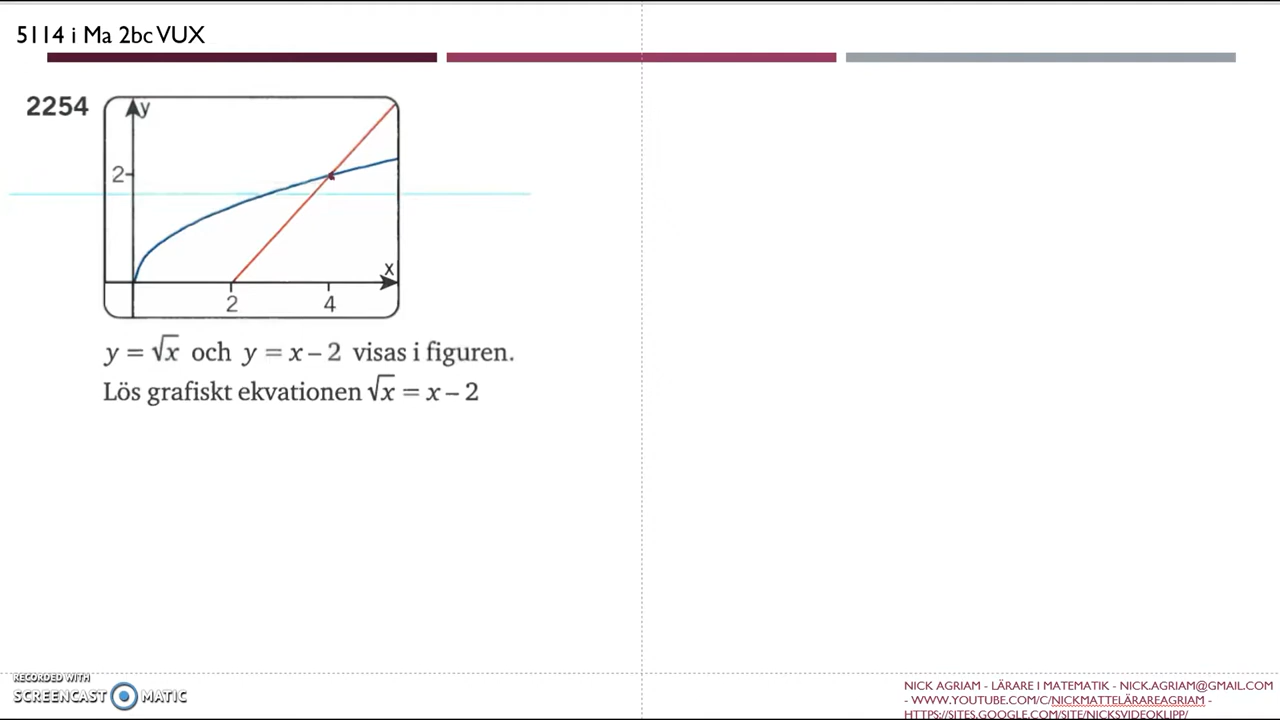 5114 i Ma 2bc VUX
2254
y
2
x
2 4
y = √x och y = x – 2 visas i figuren.
Lös grafiskt ekvationen √x = x – 2
RECORDED WITH
SCREENCAST MATIC
NICK AGRIAM - LÄRARE I MATEMATIK - NICK.AGRIAM@GMAIL.COM
- WWW.YOUTUBE.COM/C/NICKMATTELÄRAREAGRIAM -
HTTPS://SITES.GOOGLE.COM/SITE/NICKSVIDEOKLIPP/